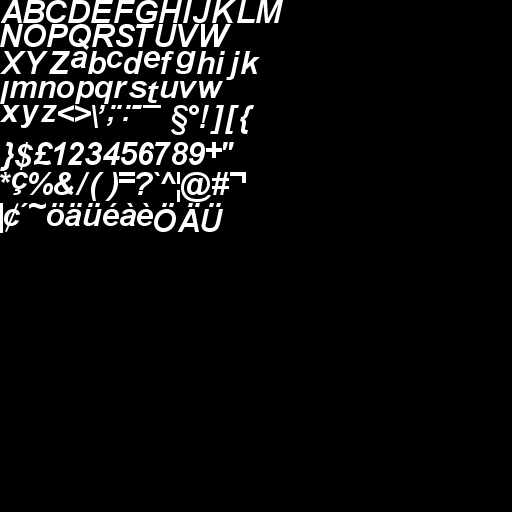 ABCDEFGHIJKLM
NOPQRSTUVW
XYZabcdefghijk
lmnopqrstuvw
xyz<>\';:¨-— §°!][{
}$£123456789+"
*ç%&/()=?`^¦@#¬
¢´~öäüéàèÖÄÜ